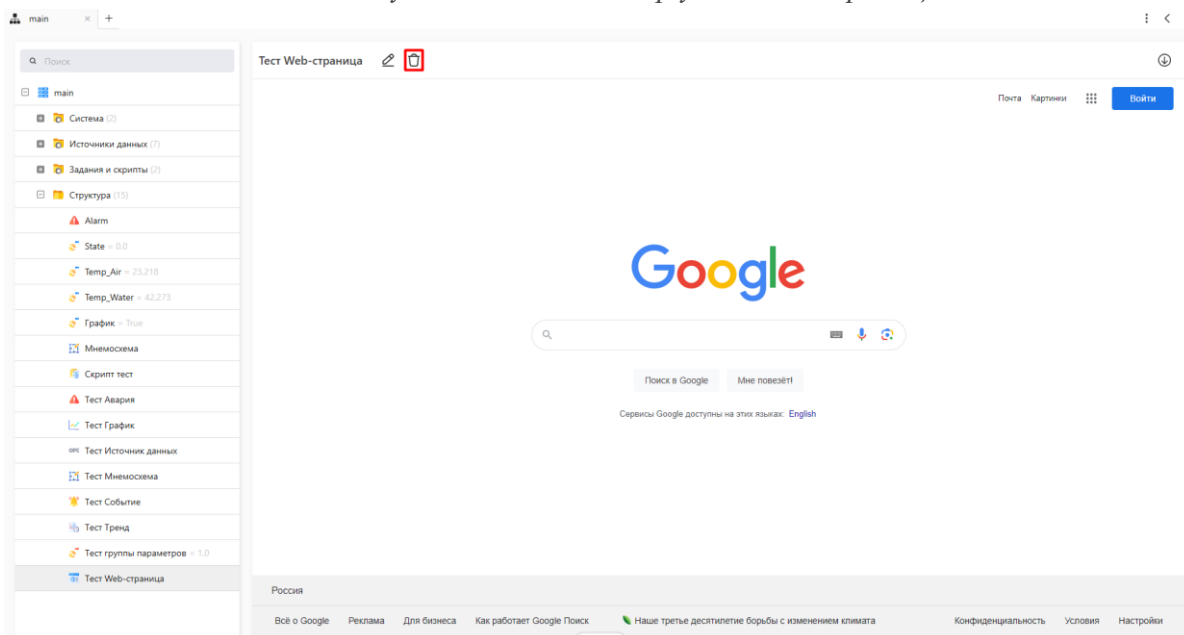 main × +
Поиск
Тест Web-страница
main
Система (2)
Источники данных (7)
Задания и скрипты (2)
Структура (15)
Alarm
State = 0.0
Temp_Air = 23,218
Temp_Water = 42,273
График = True
Мнемосхема
Скрипт тест
Тест Авария
Тест График
OPC Тест Источник данных
Тест Мнемосхема
Тест Событие
Тест Тренд
Тест группы параметров = 1.0
Тест Web-страница
Почта Картинки Войти
Google
Поиск в Google Мне повезёт!
Сервисы Google доступны на этих языках: English
Россия
Всё о Google Реклама Для бизнеса Как работает Google Поиск Наше третье десятилетие борьбы с изменением климата Конфиденциальность Условия Настройки